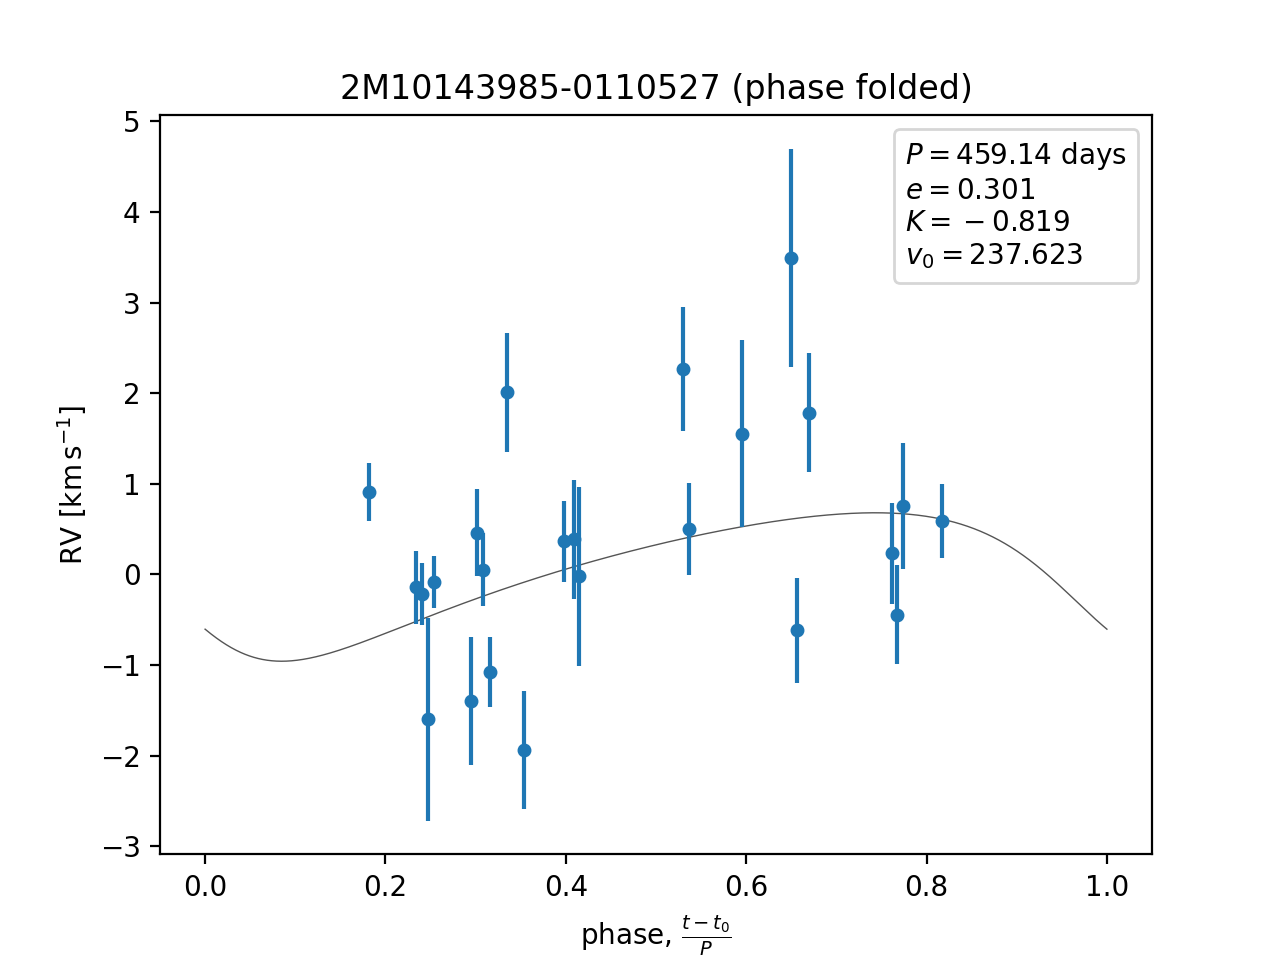 2M10143985-0110527 (phase folded)
P = 459.14 days
e = 0.301
K = −0.819
v₀ = 237.623
5
4
3
2
1
0
−1
−2
−3
RV [km s⁻¹]
0.0 0.2 0.4 0.6 0.8 1.0
phase, (t − t₀)/P